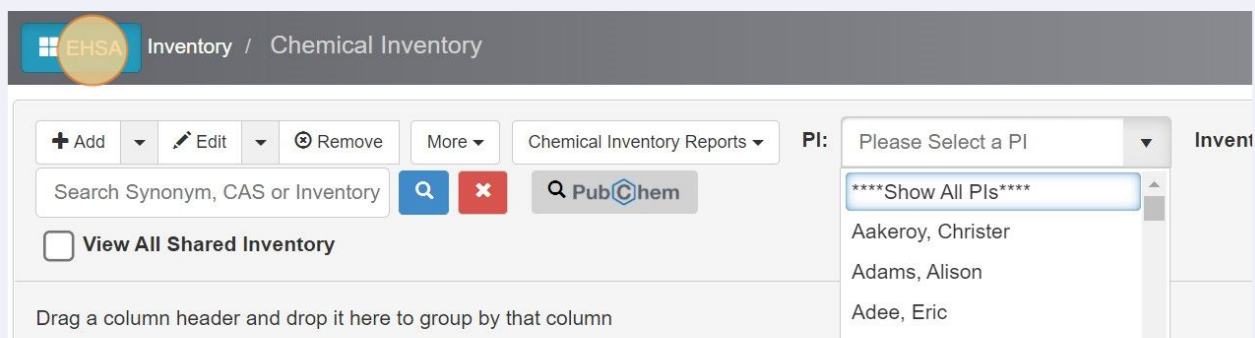 EHSA Inventory / Chemical Inventory
Add Edit Remove More Chemical Inventory Reports PI: Please Select a PI Invent
Search Synonym, CAS or Inventory PubChem
****Show All PIs****
View All Shared Inventory
Aakeroy, Christer
Adams, Alison
Adee, Eric
Drag a column header and drop it here to group by that column